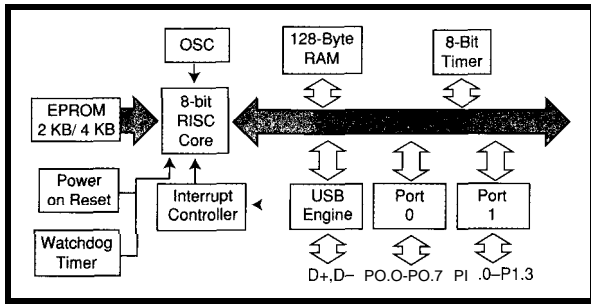 OSC
128-Byte
RAM
8-Bit
Timer
EPROM
2 KB/ 4 KB
8-bit
RISC
Core
Power
on Reset
Interrupt
Controller
USB
Engine
Port
0
Port
1
Watchdog
Timer
D+,D– PO.O-PO.7 PI .0–P1.3